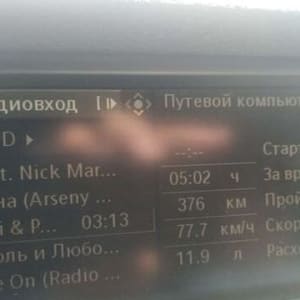 диовход
Путевой компью
D
--:--
Старт
t. Nick Mar...
05:02 ч
За вр
на (Arseny ...
376 км
Прой
i & P... 03:13
77.7 км/ч
Скор
оль и Любо...
11.9 л
Расхо
e On (Radio ...